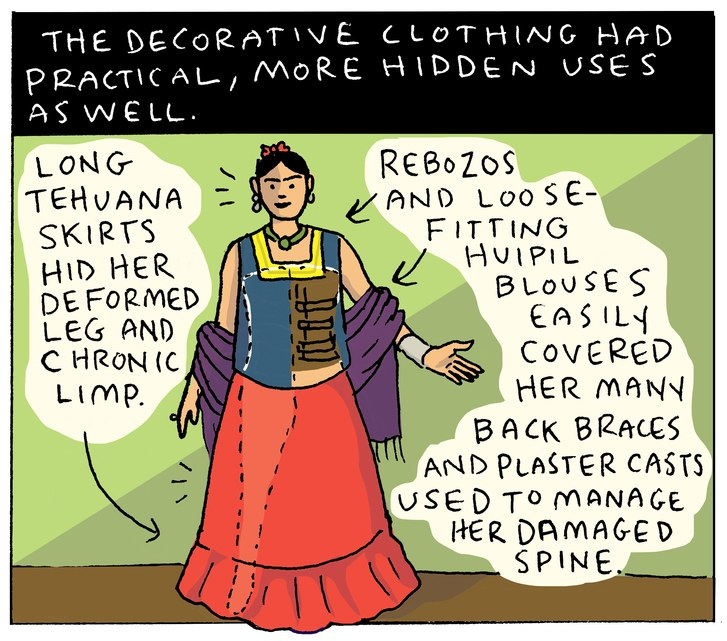 THE DECORATIVE CLOTHING HAD
PRACTICAL, MORE HIDDEN USES
AS WELL.
LONG
TEHUANA
SKIRTS
HID HER
DEFORMED
LEG AND
CHRONIC
LIMP.
REBOZOS
AND LOOSE-
FITTING
HUIPIL
BLOUSES
EASILY
COVERED
HER MANY
BACK BRACES
AND PLASTER CASTS
USED TO MANAGE
HER DAMAGED
SPINE.